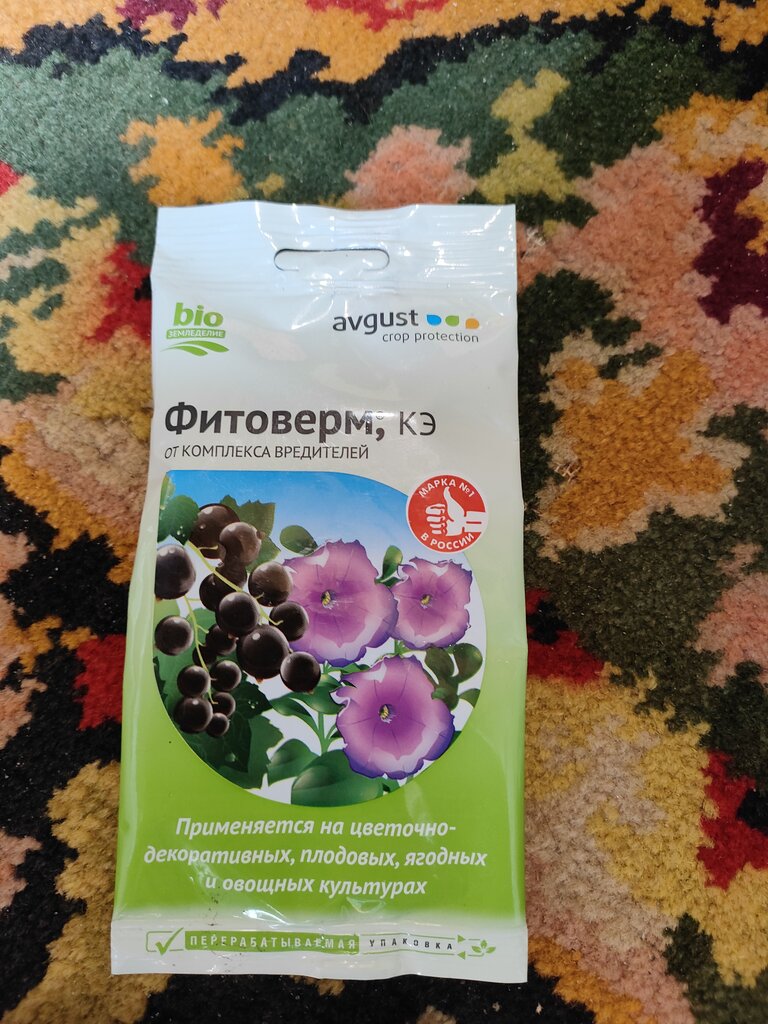 bio
ЗЕМЛЕДЕЛИЕ
avgust
crop protection
Фитоверм®, КЭ
ОТ КОМПЛЕКСА ВРЕДИТЕЛЕЙ
МАРКА №1
В РОССИИ
Применяется на цветочно-
декоративных, плодовых, ягодных
и овощных культурах
ПЕРЕРАБАТЫВАЕМАЯ УПАКОВКА